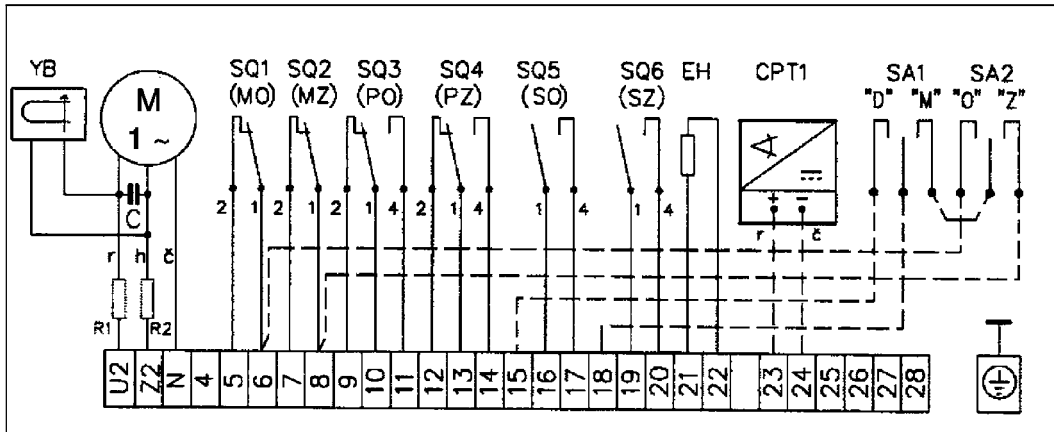 YB
M
1 ~
C
r h č
R1 R2
SQ1 (MO)
SQ2 (MZ)
SQ3 (PO)
SQ4 (PZ)
SQ5 (SO)
SQ6 (SZ)
EH
CPT1
SA1
"D" "M"
SA2
"O" "Z"
2 1 2 1 2 1 4 2 1 4 1 4 1 4
+ −
r č
U2 Z2 N 4 5 6 7 8 9 10 11 12 13 14 15 16 17 18 19 20 21 22 23 24 25 26 27 28